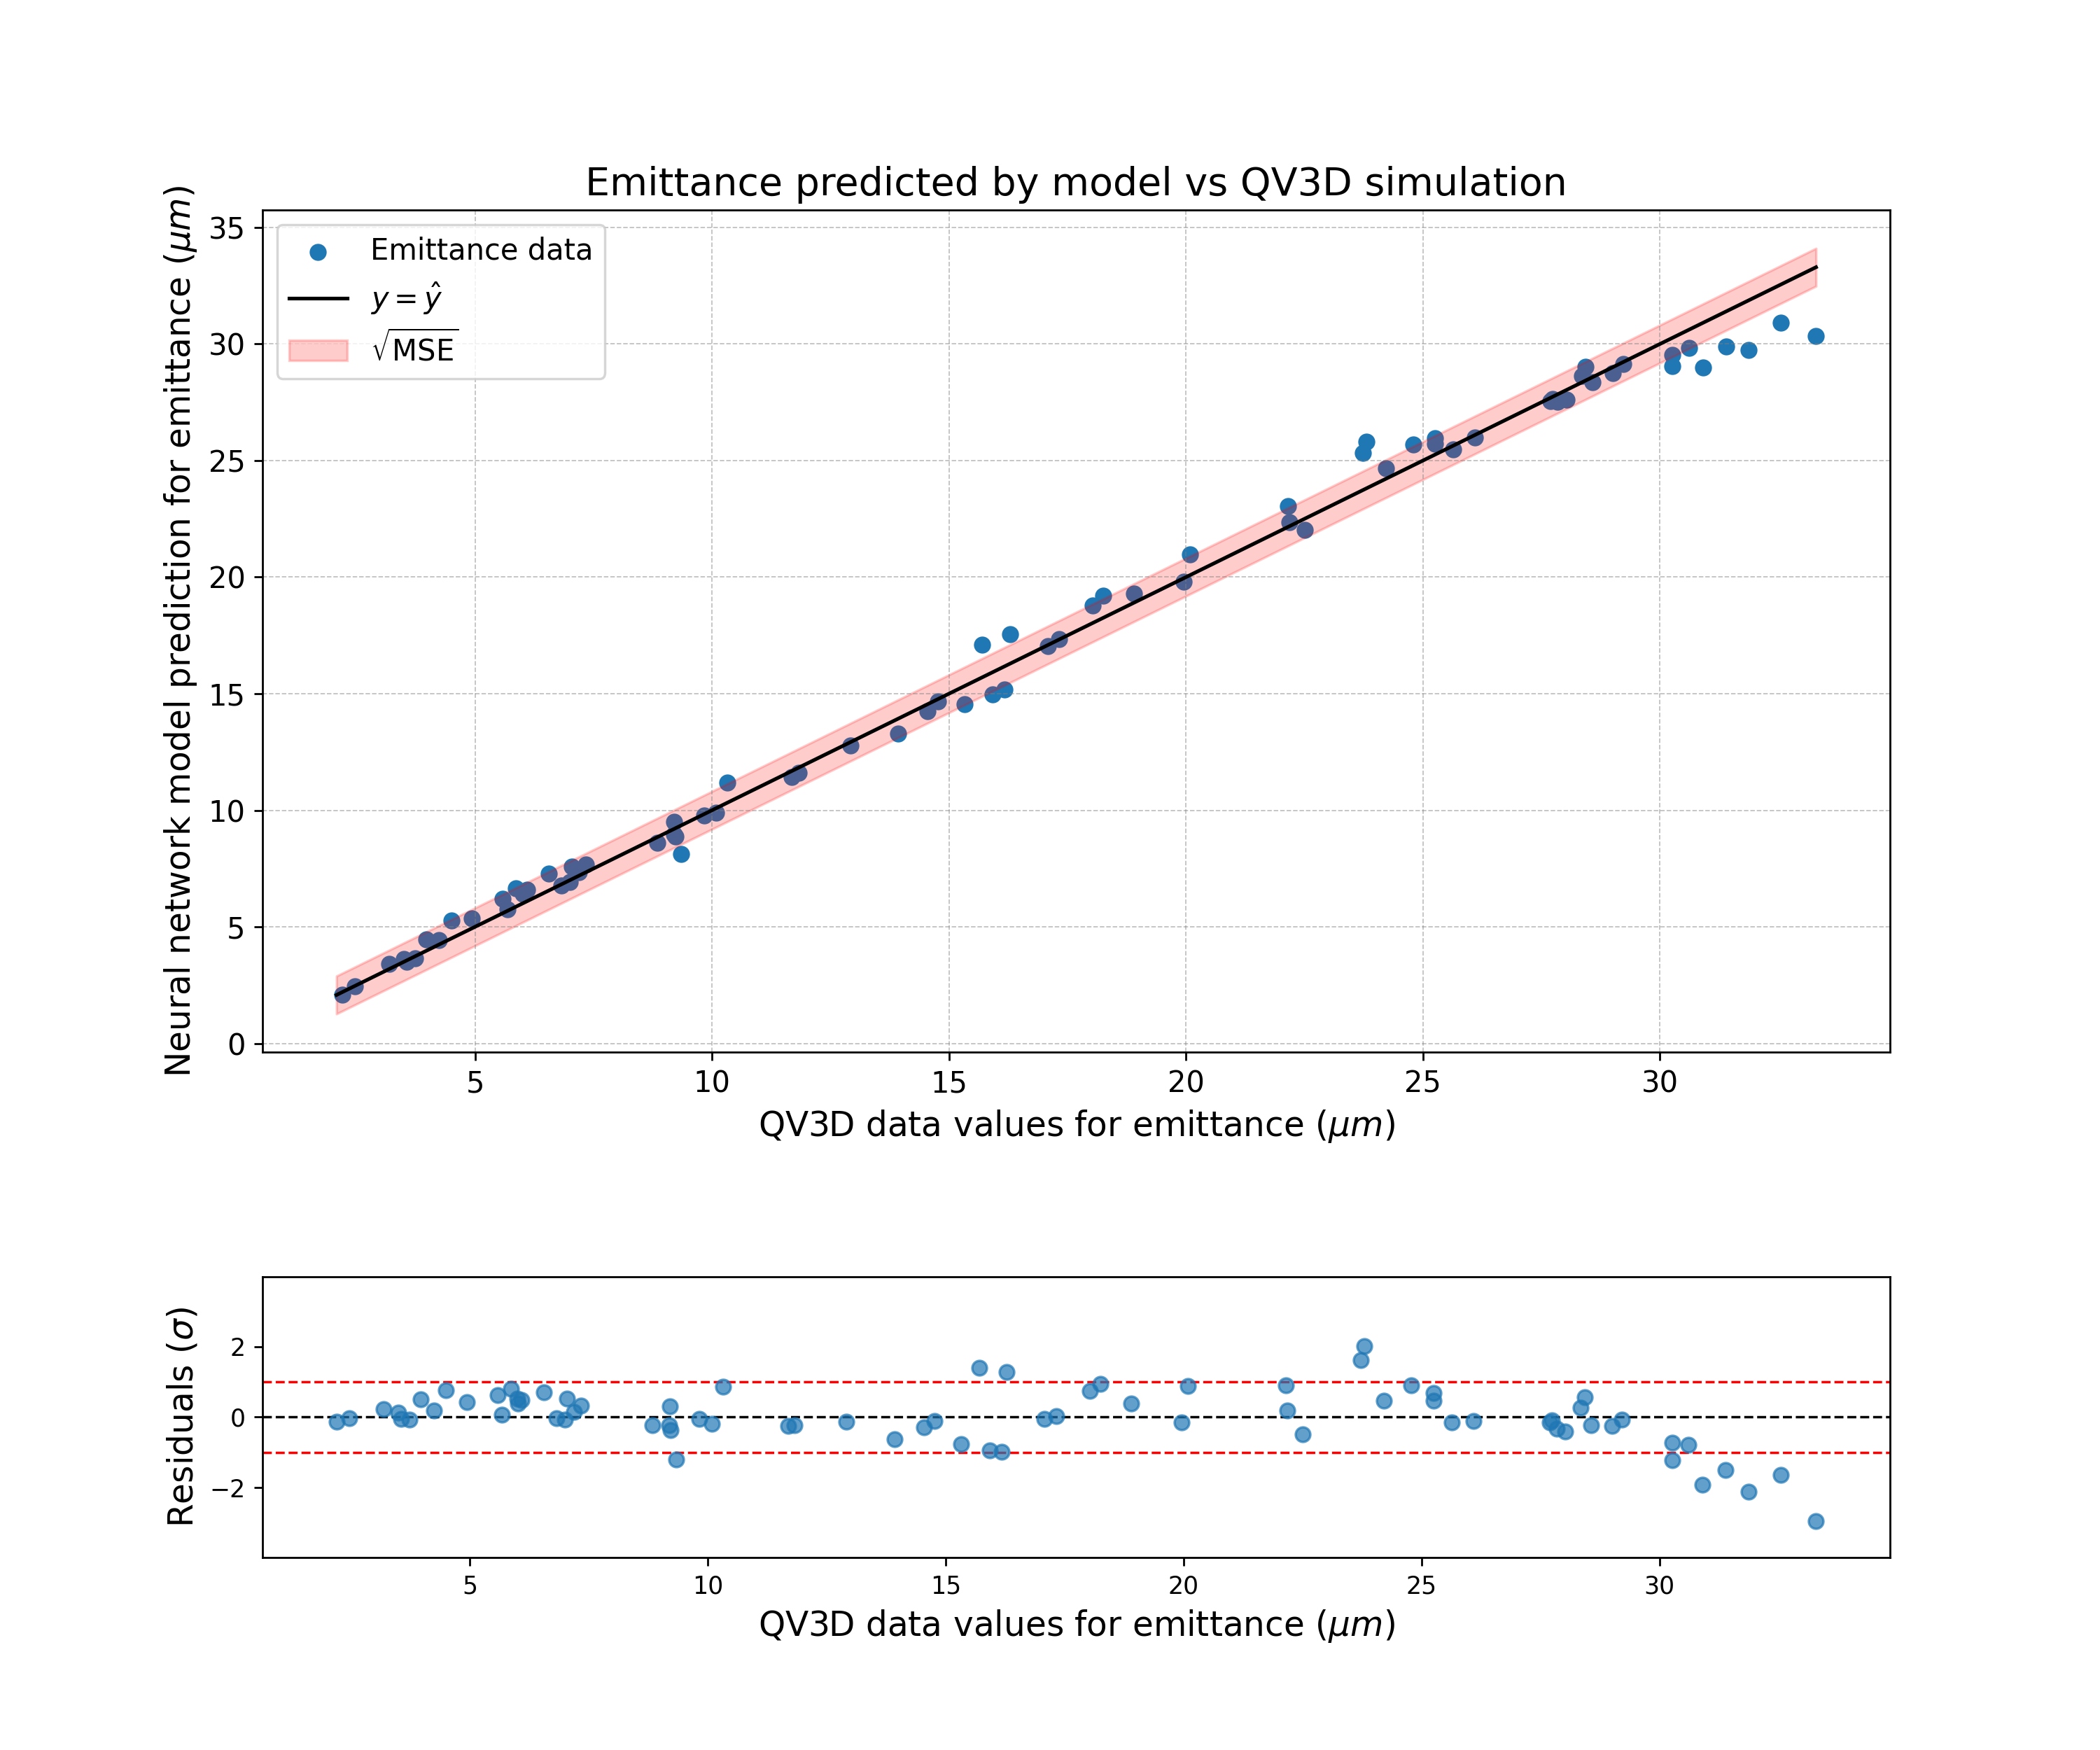 Emittance predicted by model vs QV3D simulation
Neural network model prediction for emittance (μm)
35
30
25
20
15
10
5
0
Emittance data
y = ŷ
√MSE
5 10 15 20 25 30
QV3D data values for emittance (μm)
Residuals (σ)
2
0
−2
5 10 15 20 25 30
QV3D data values for emittance (μm)